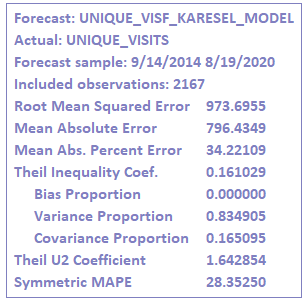 Forecast: UNIQUE_VISF_KARESEL_MODEL
Actual: UNIQUE_VISITS
Forecast sample: 9/14/2014 8/19/2020
Included observations: 2167
Root Mean Squared Error 973.6955
Mean Absolute Error 796.4349
Mean Abs. Percent Error 34.22109
Theil Inequality Coef. 0.161029
Bias Proportion 0.000000
Variance Proportion 0.834905
Covariance Proportion 0.165095
Theil U2 Coefficient 1.642854
Symmetric MAPE 28.35250